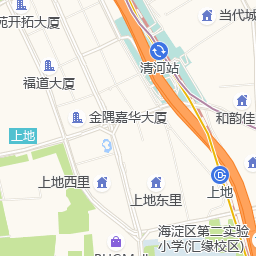 当代城
苑开拓大厦
清河站
福道大厦
金隅嘉华大厦
和韵佳
上地
上地西里
上地东里
上地
海淀区第二实验
小学(汇缘校区)